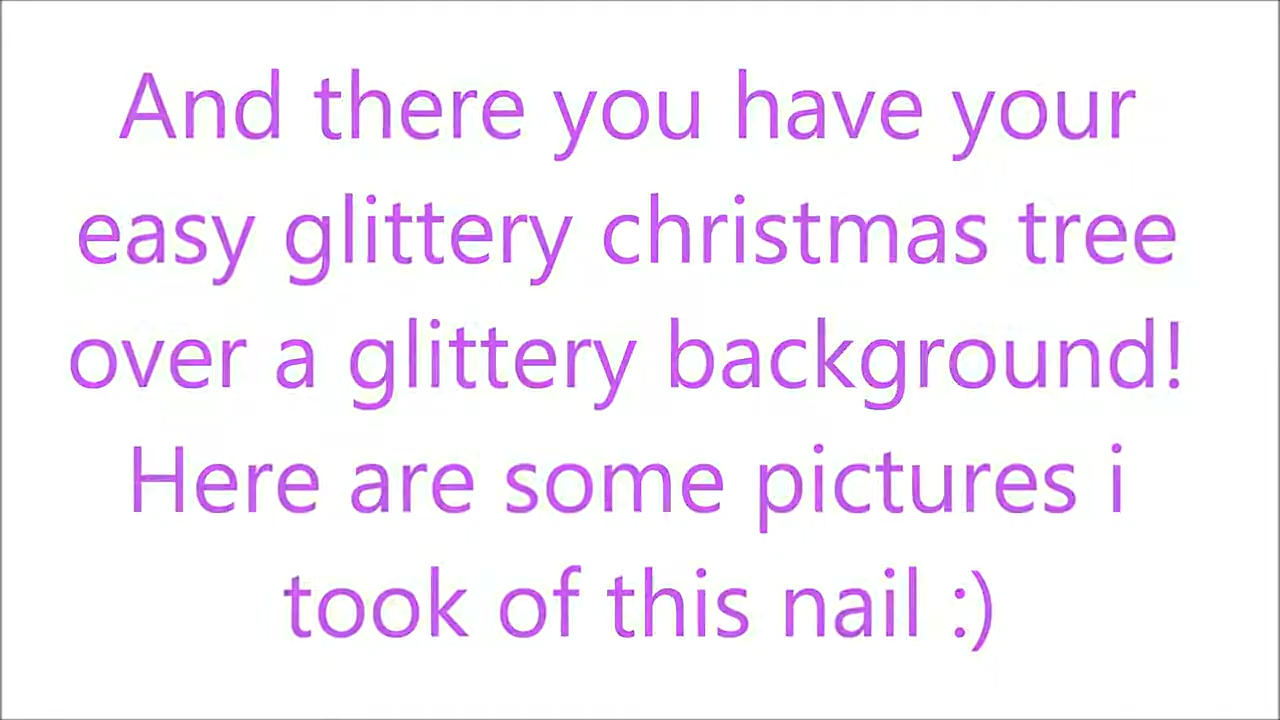 And there you have your
easy glittery christmas tree
over a glittery background!
Here are some pictures i
took of this nail :)